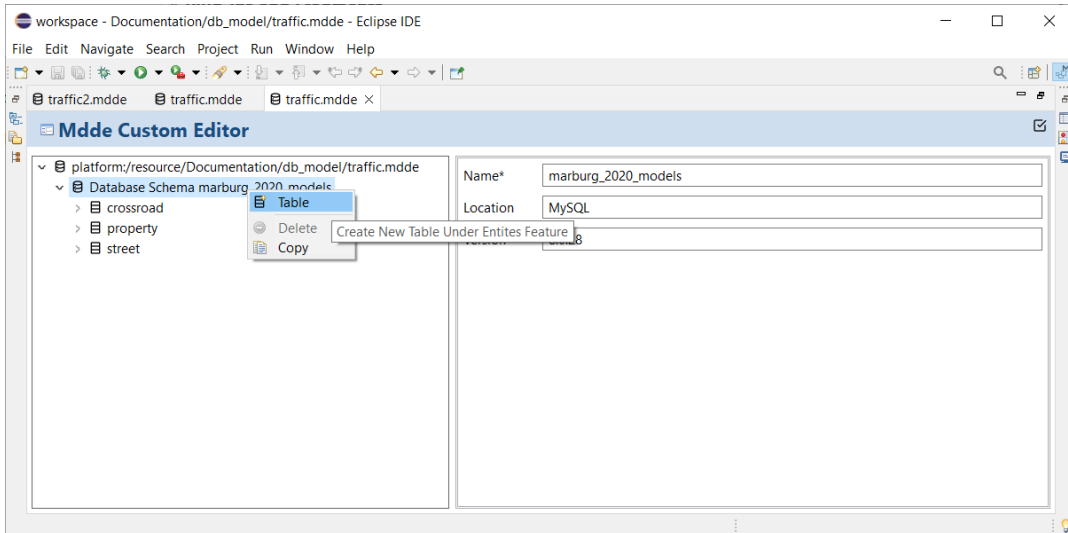 workspace - Documentation/db_model/traffic.mdde - Eclipse IDE
File Edit Navigate Search Project Run Window Help
traffic2.mdde traffic.mdde traffic.mdde
Mdde Custom Editor
platform:/resource/Documentation/db_model/traffic.mdde
Database Schema marburg_2020_models
crossroad
property
street
Table
Delete
Copy
Create New Table Under Entites Feature
Name* marburg_2020_models
Location MySQL